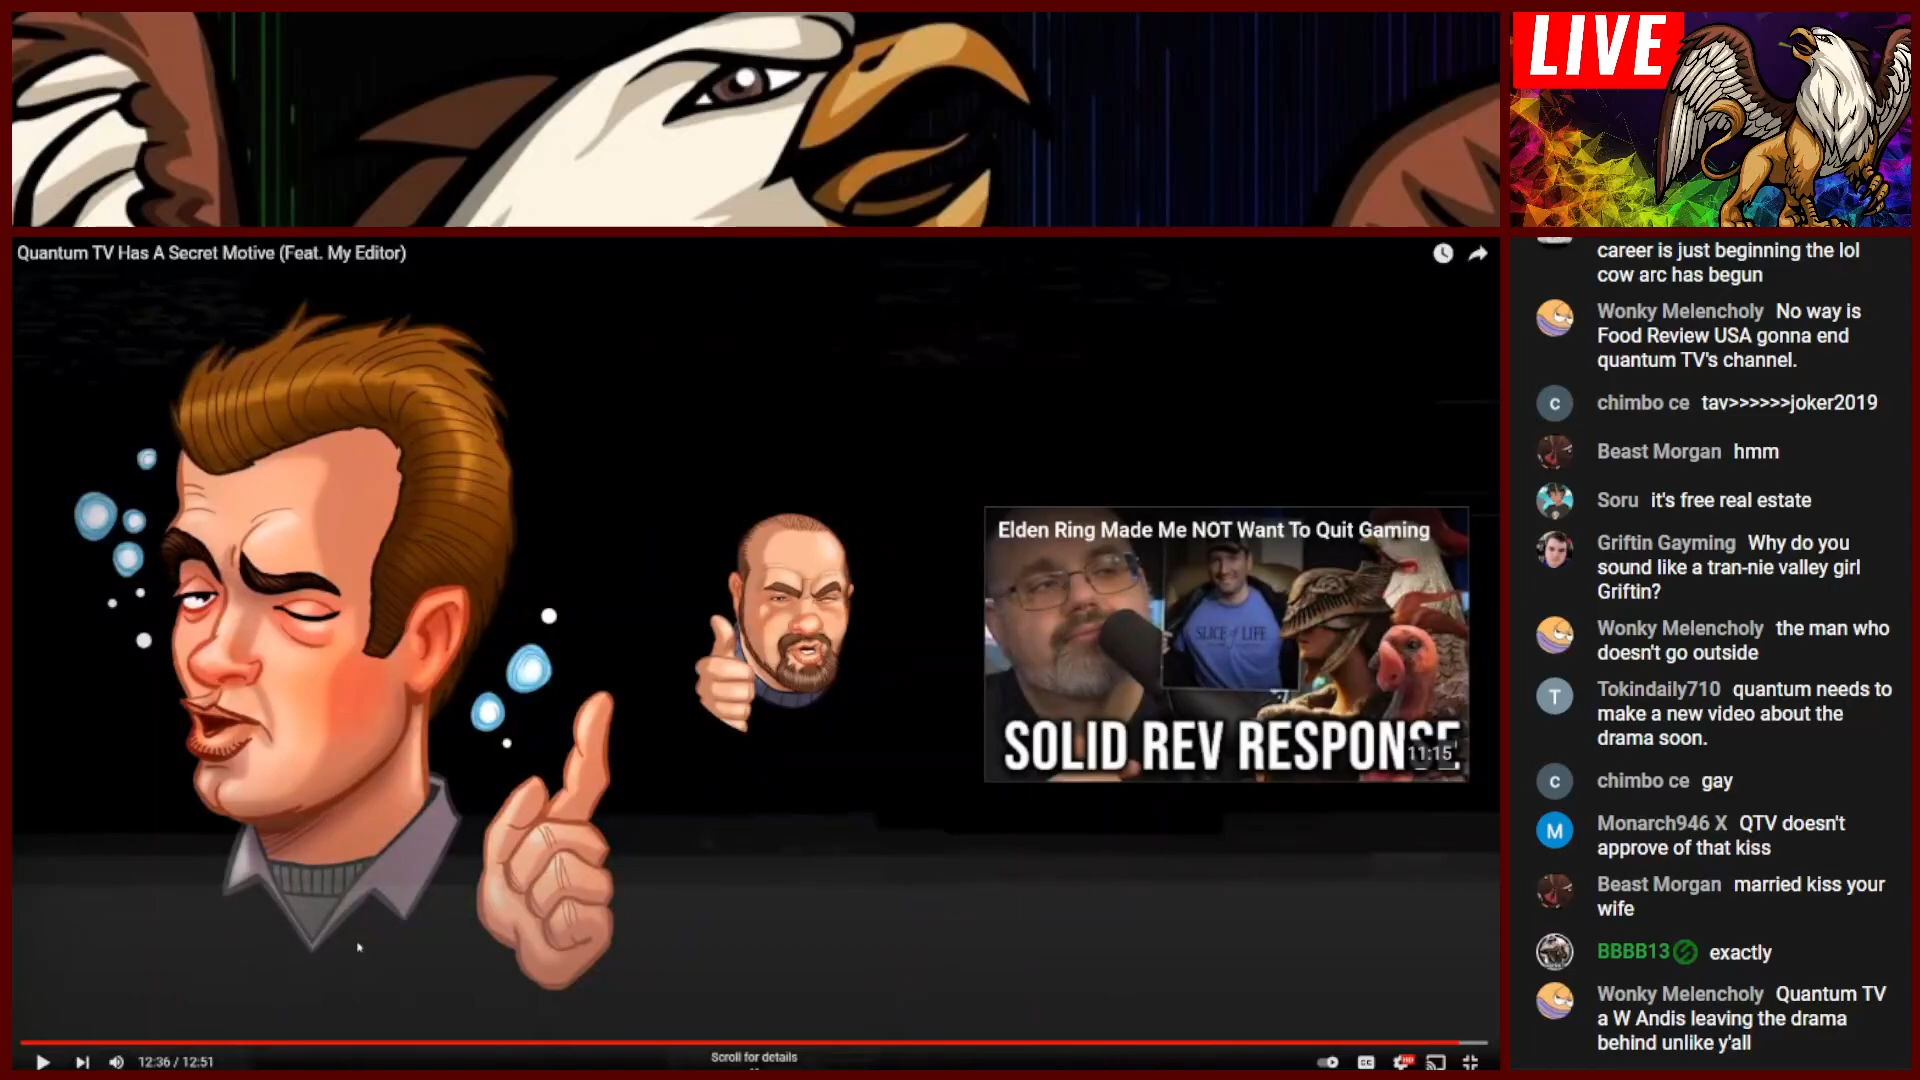 LIVE
Quantum TV Has A Secret Motive (Feat. My Editor)
Elden Ring Made Me NOT Want To Quit Gaming
SLICE of LIFE
SOLID REV RESPONSE
11:15
12:36 / 12:51
Scroll for details
CC
HD
career is just beginning the lol
cow arc has begun
Wonky Melencholy No way is
Food Review USA gonna end
quantum TV's channel.
c
chimbo ce tav>>>>>>joker2019
Beast Morgan hmm
Soru it's free real estate
Griftin Gayming Why do you
sound like a tran-nie valley girl
Griftin?
Wonky Melencholy the man who
doesn't go outside
T
Tokindaily710 quantum needs to
make a new video about the
drama soon.
c
chimbo ce gay
M
Monarch946 X QTV doesn't
approve of that kiss
Beast Morgan married kiss your
wife
BBBB13 exactly
Wonky Melencholy Quantum TV
a W Andis leaving the drama
behind unlike y'all